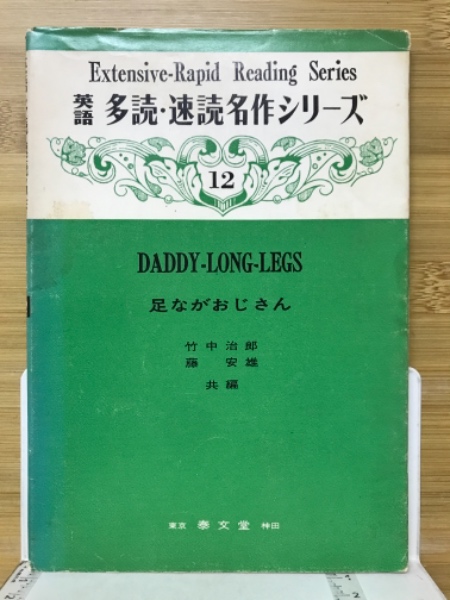 Extensive-Rapid Reading Series
英語 多読・速読名作シリーズ
12
DADDY-LONG-LEGS
足ながおじさん
竹中治郎
藤安雄
共編
東京 泰文堂 神田